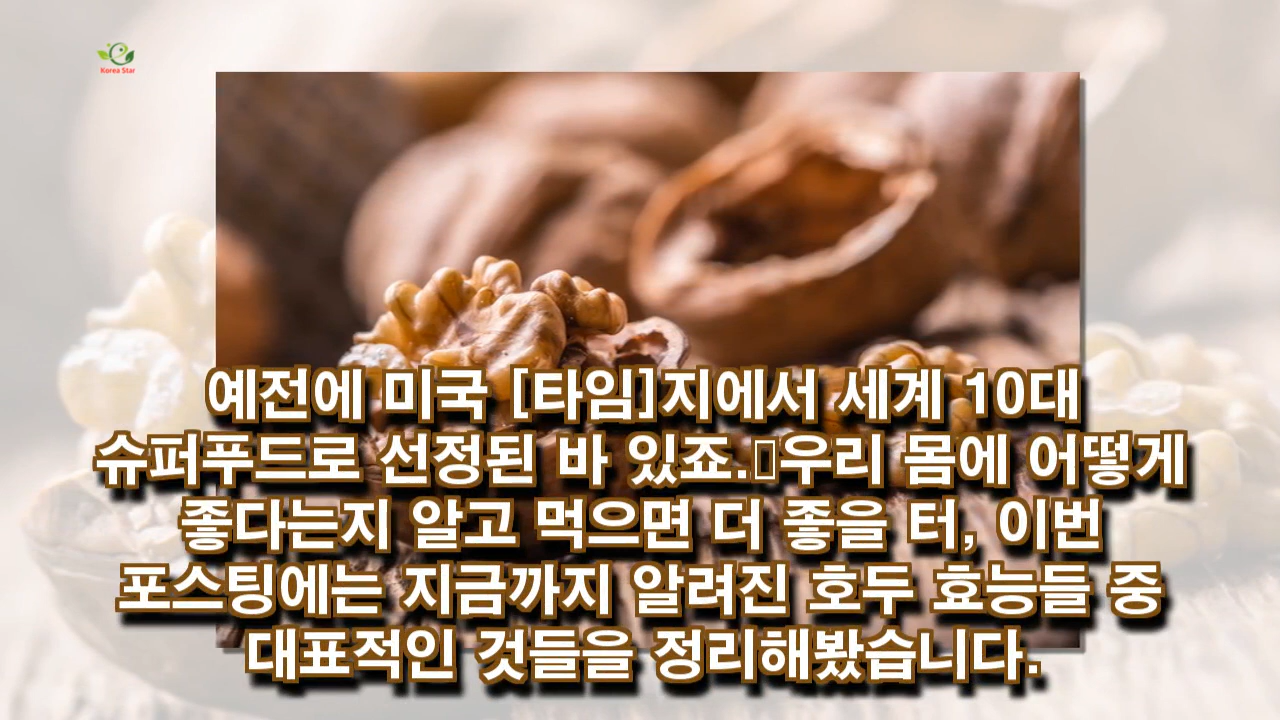 Korea Star
예전에 미국 [타임]지에서 세계 10대
슈퍼푸드로 선정된 바 있죠. 우리 몸에 어떻게
좋다는지 알고 먹으면 더 좋을 터, 이번
포스팅에는 지금까지 알려진 호두 효능들 중
대표적인 것들을 정리해봤습니다.